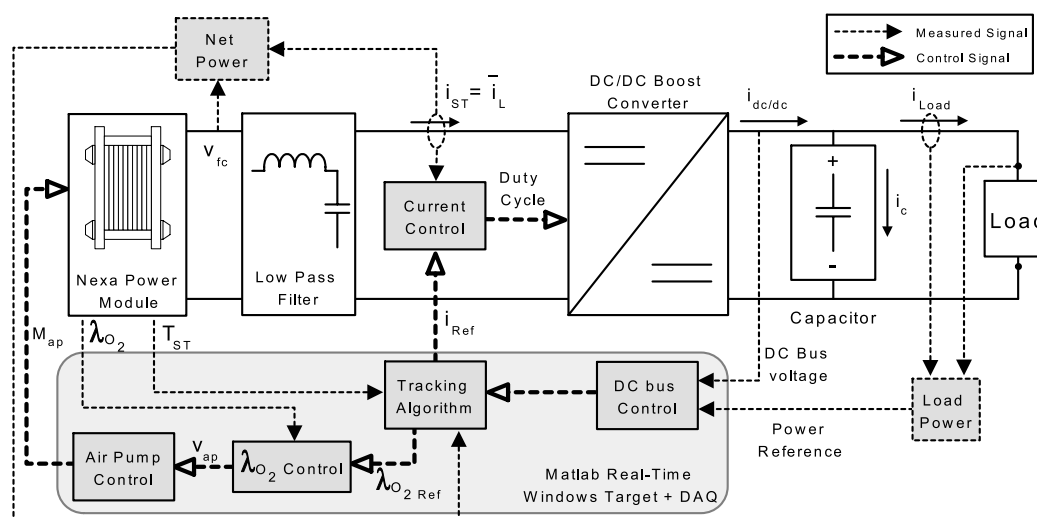 Net
Power
Measured Signal
Control Signal
i_ST = i̅_L
DC/DC Boost
Converter
i_dc/dc
i_Load
v_fc
Duty
Cycle
+
i_c
-
Current
Control
Load
Nexa Power
Module
Low Pass
Filter
Capacitor
M_ap
λ_O2
T_ST
i_Ref
DC Bus
voltage
Tracking
Algorithm
DC bus
Control
Load
Power
Power
Reference
Air Pump
Control
v_ap
λ_O2 Control
λ_O2 Ref
Matlab Real-Time
Windows Target + DAQ